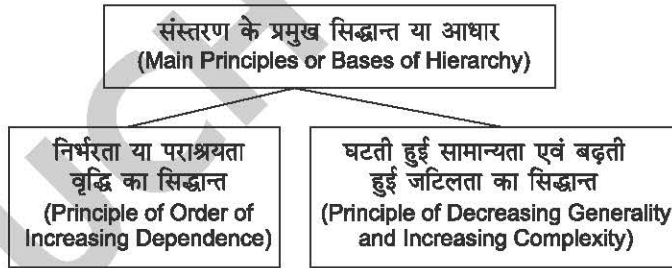 संस्तरण के प्रमुख सिद्धान्त या आधार
(Main Principles or Bases of Hierarchy)
निर्भरता या पराश्रयता
वृद्धि का सिद्धान्त
(Principle of Order of
Increasing Dependence)
घटती हुई सामान्यता एवं बढ़ती
हुई जटिलता का सिद्धान्त
(Principle of Decreasing Generality
and Increasing Complexity)